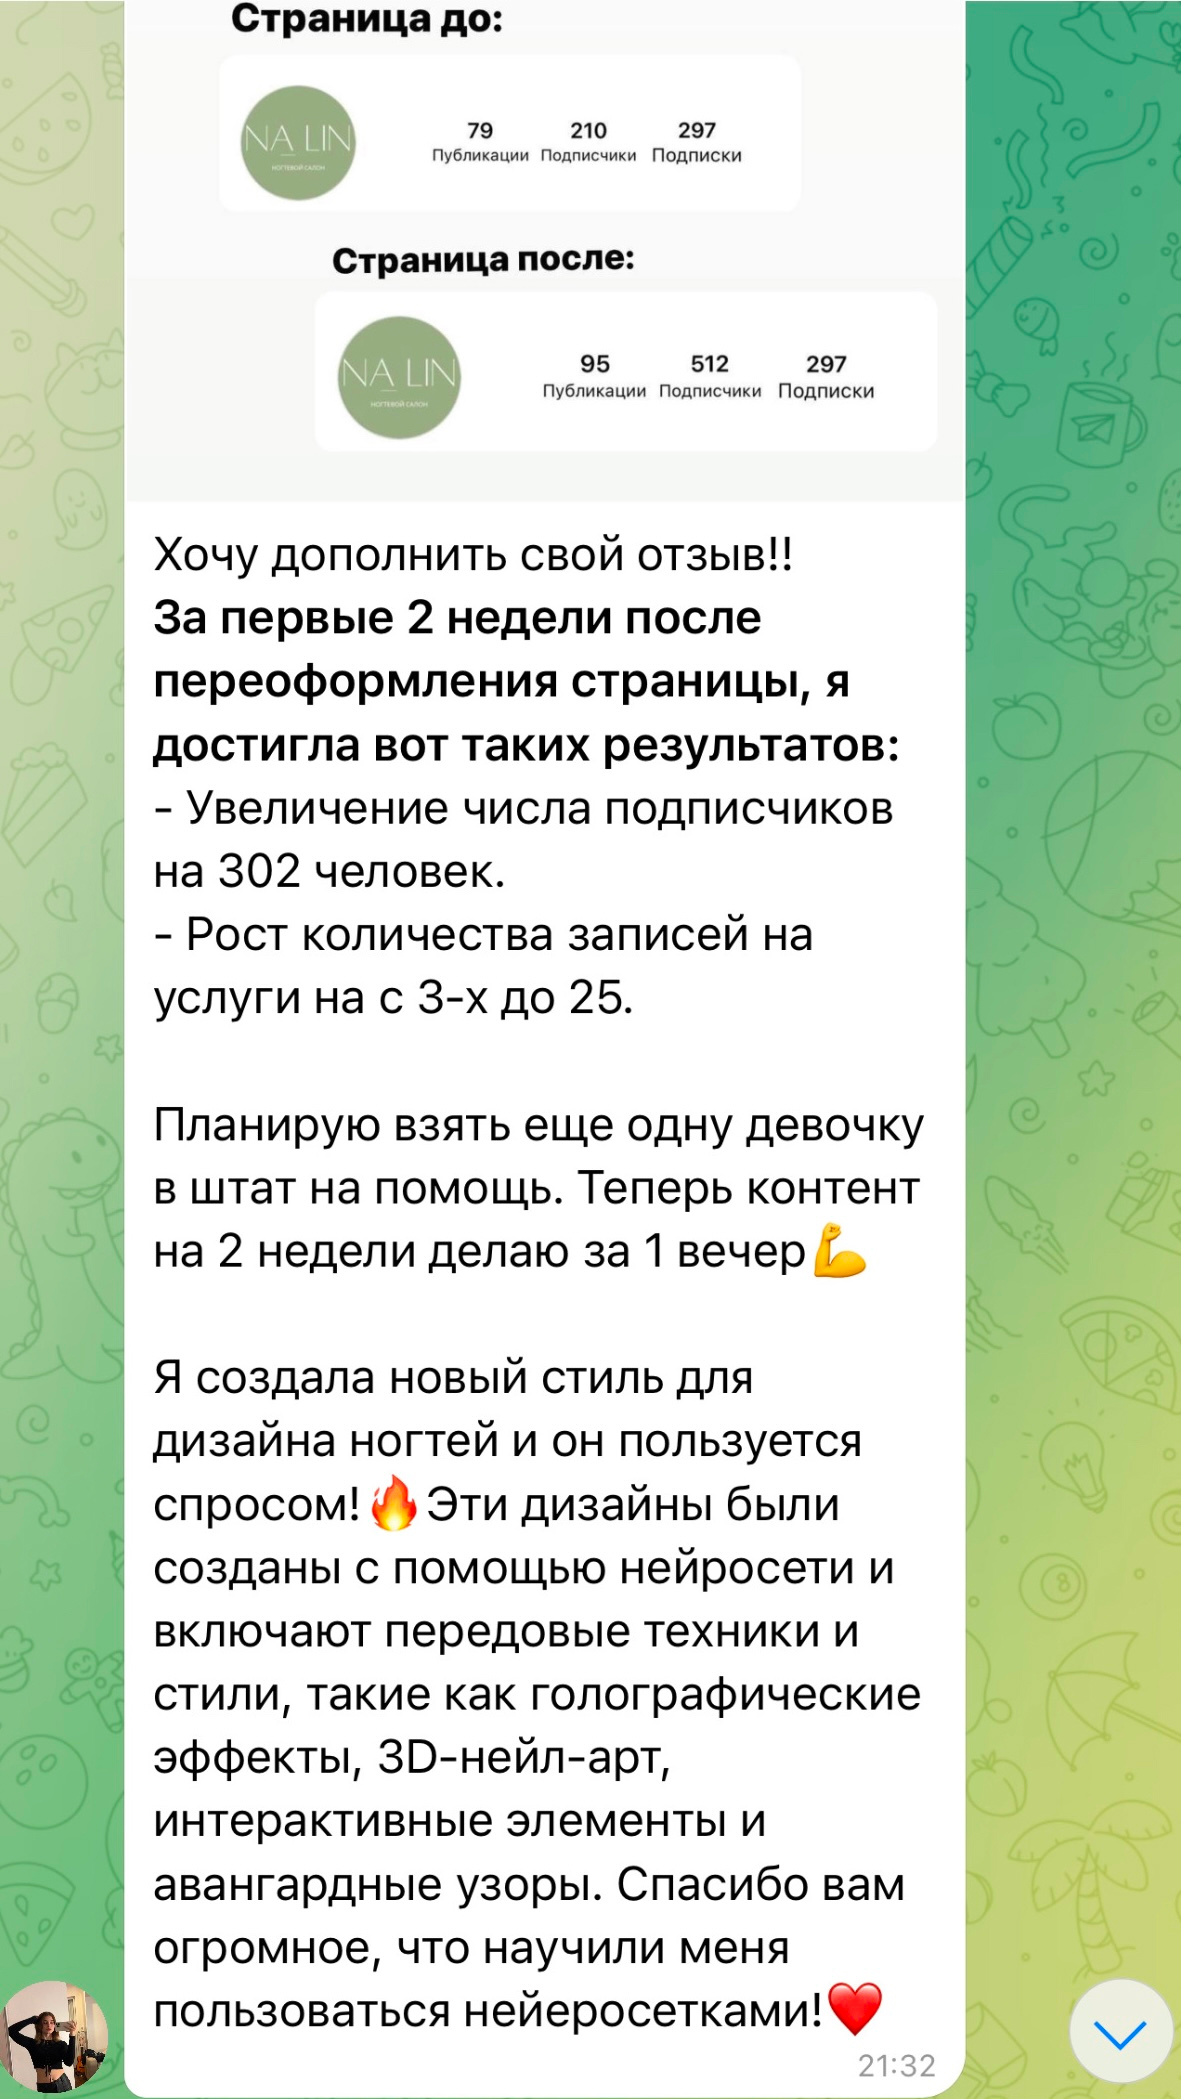 Страница до:
NA LIN
НОГТЕВОЙ САЛОН
79 210 297
Публикации Подписчики Подписки
Страница после:
NA LIN
НОГТЕВОЙ САЛОН
95 512 297
Публикации Подписчики Подписки
Хочу дополнить свой отзыв!!
За первые 2 недели после
переоформления страницы, я
достигла вот таких результатов:
- Увеличение числа подписчиков
на 302 человек.
- Рост количества записей на
услуги на с 3-х до 25.
Планирую взять еще одну девочку
в штат на помощь. Теперь контент
на 2 недели делаю за 1 вечер💪
Я создала новый стиль для
дизайна ногтей и он пользуется
спросом!🔥Эти дизайны были
созданы с помощью нейросети и
включают передовые техники и
стили, такие как голографические
эффекты, 3D-нейл-арт,
интерактивные элементы и
авангардные узоры. Спасибо вам
огромное, что научили меня
пользоваться нейеросетками!❤️
21:32